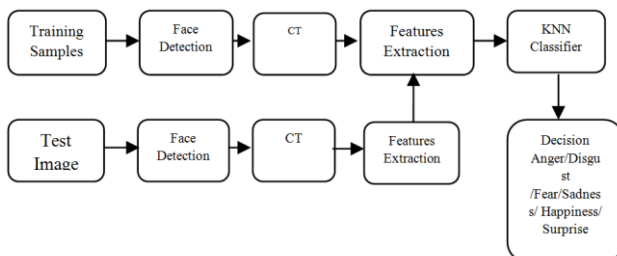 Training
Samples
Face
Detection
CT
Features
Extraction
KNN
Classifier
Test
Image
Face
Detection
CT
Features
Extraction
Decision
Anger/Disgu
st
/Fear/Sadnes
s/ Happiness/
Surprise